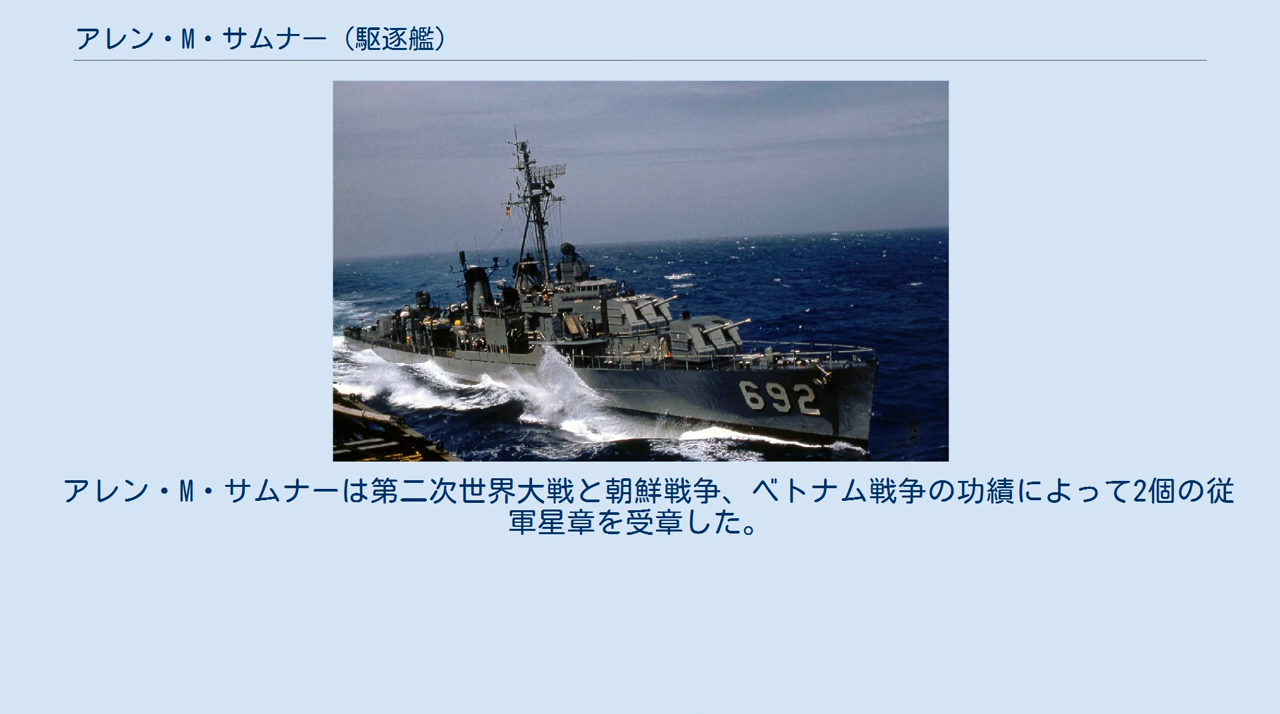 アレン・M・サムナー（駆逐艦）
692
アレン・M・サムナーは第二次世界大戦と朝鮮戦争、ベトナム戦争の功績によって2個の従
軍星章を受章した。